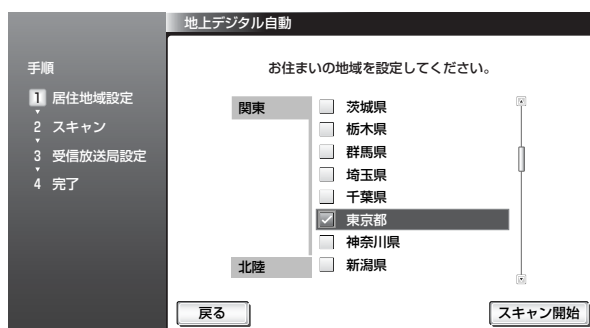 地上デジタル自動
手順
1 居住地域設定
2 スキャン
3 受信放送局設定
4 完了
お住まいの地域を設定してください。
関東
茨城県
栃木県
群馬県
埼玉県
千葉県
東京都
神奈川県
北陸
新潟県
戻る
スキャン開始